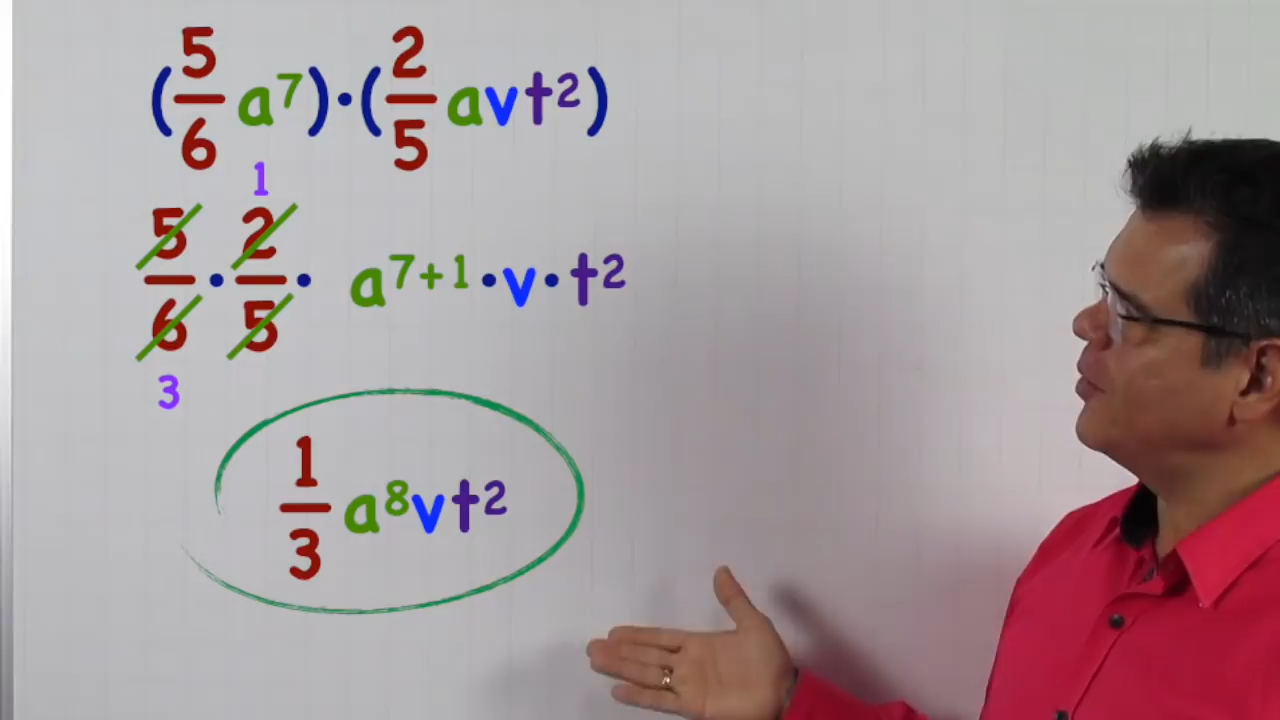 (5/6 a⁷)·(2/5 avt²)
1
5/6 · 2/5 · a⁷⁺¹·v·t²
3
1/3 a⁸vt²